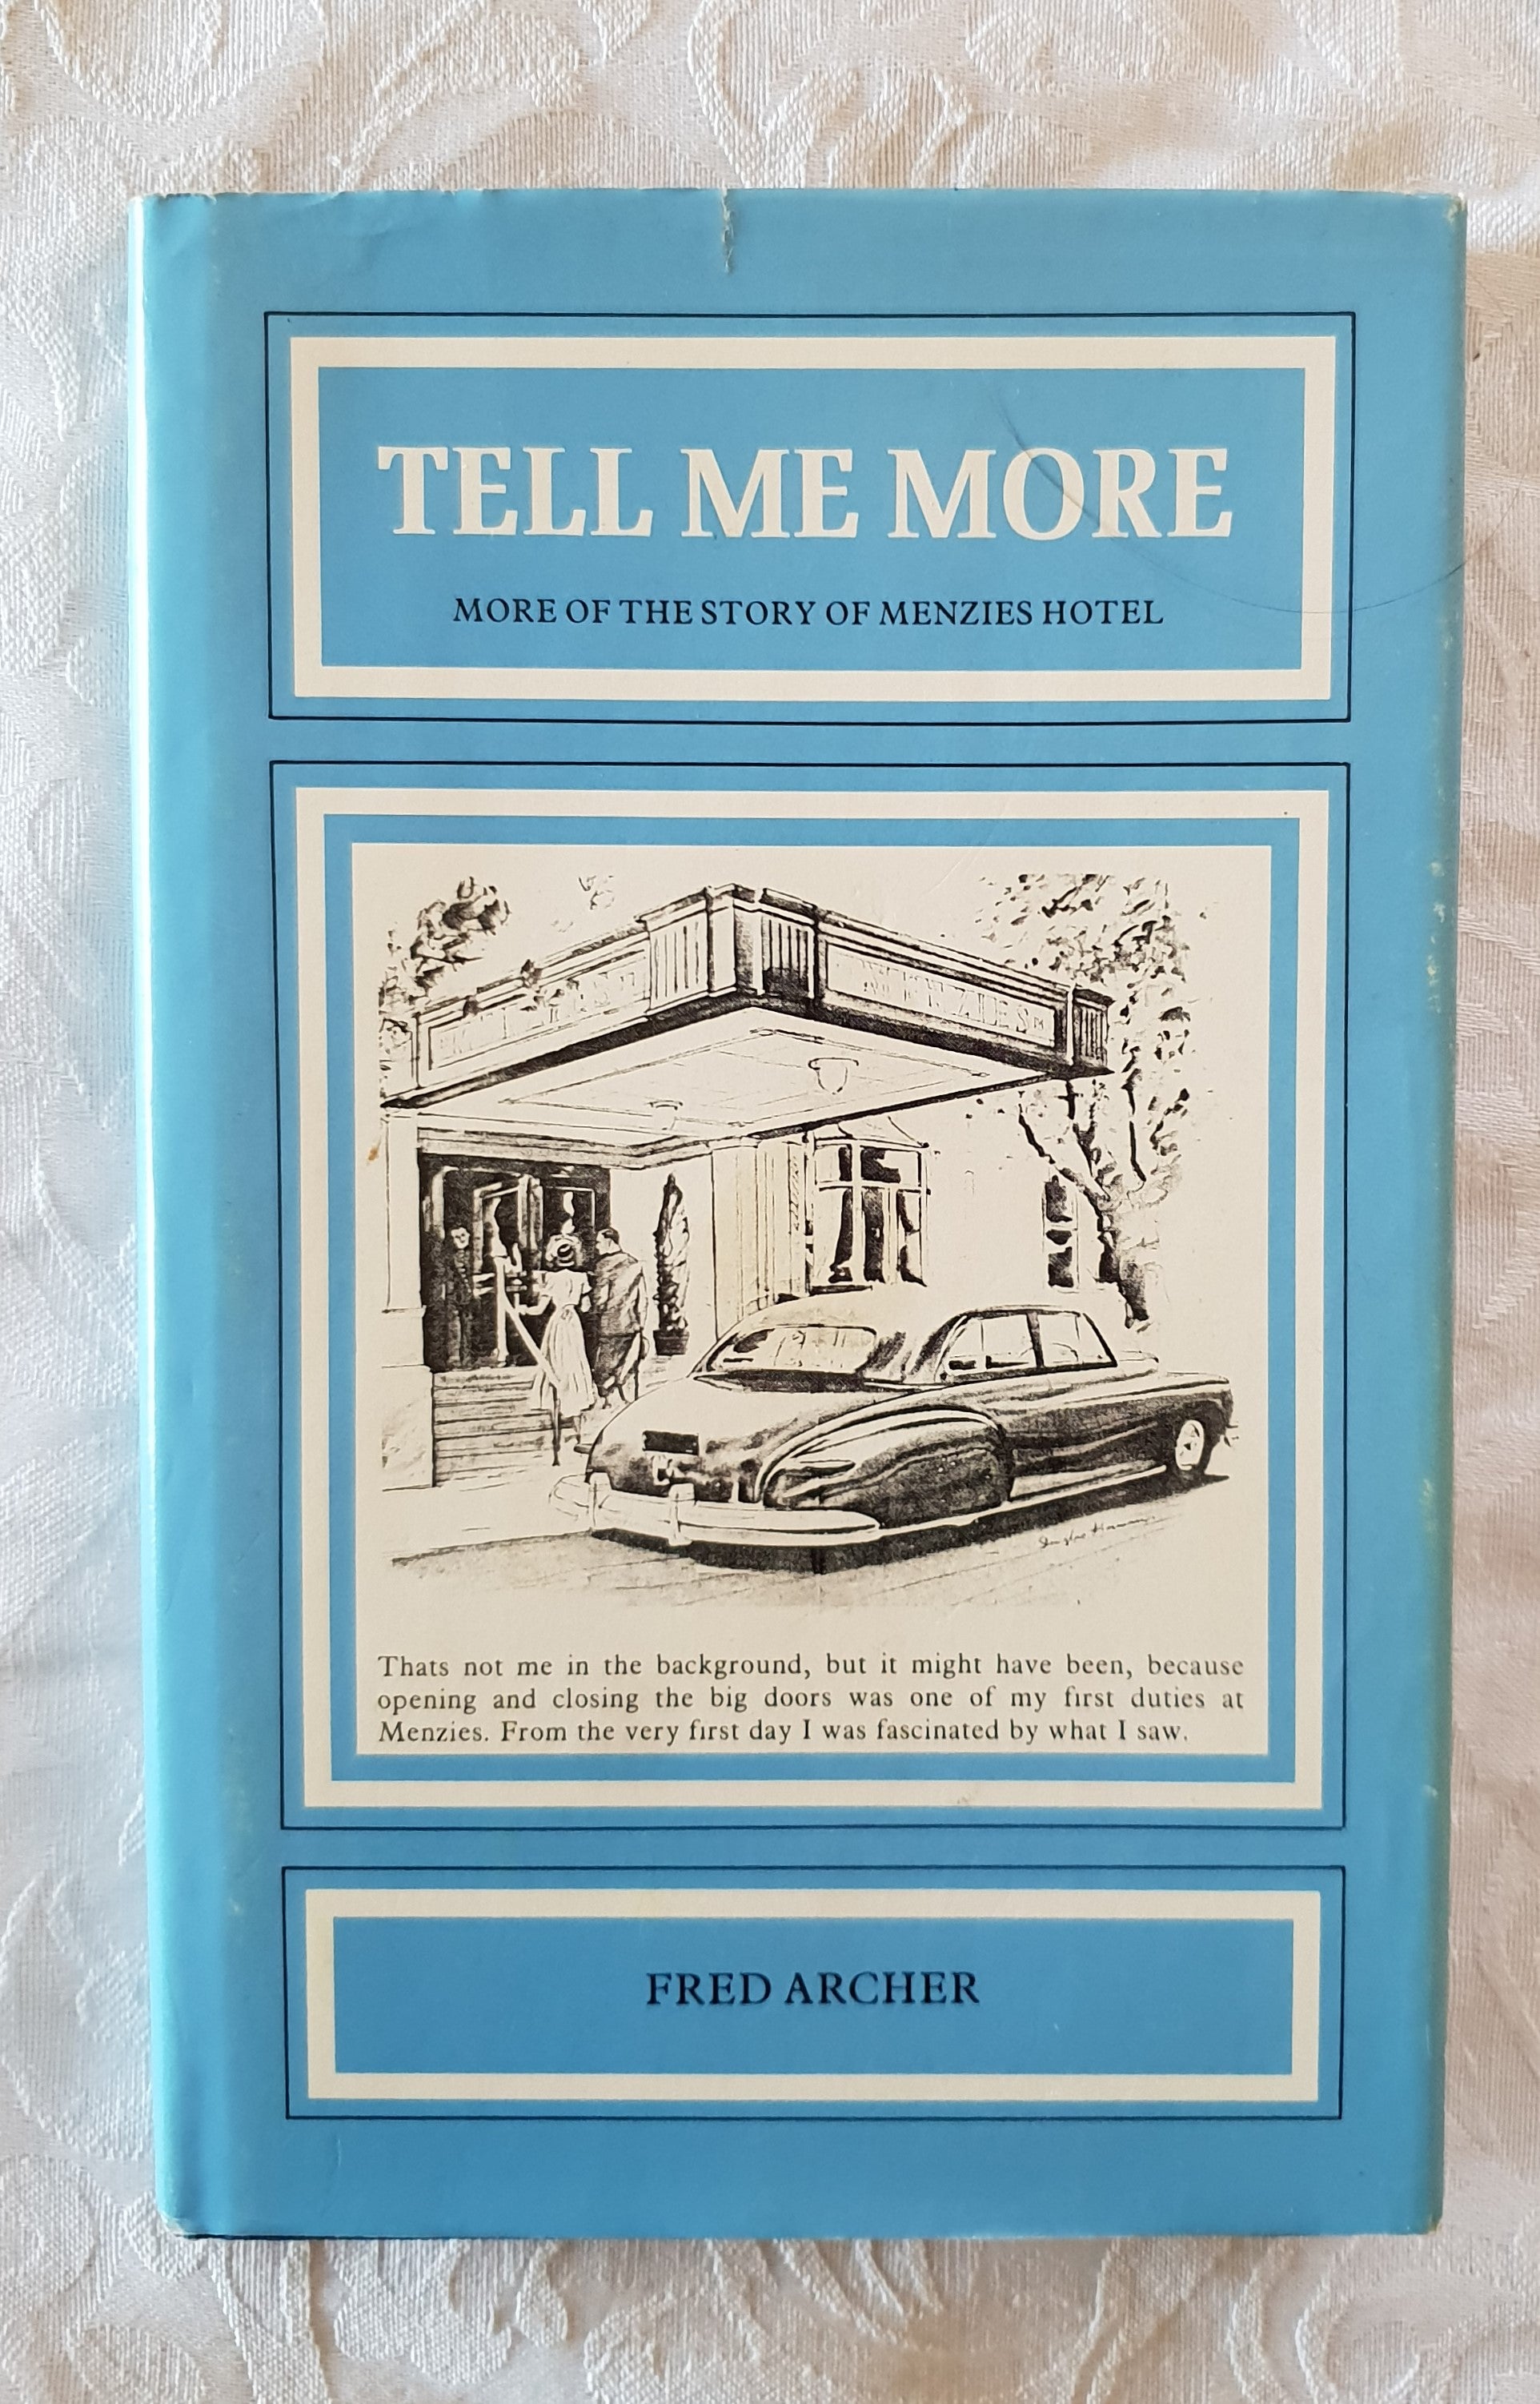 TELL ME MORE
MORE OF THE STORY OF MENZIES HOTEL
MENZIES
Thats not me in the background, but it might have been, because
opening and closing the big doors was one of my first duties at
Menzies. From the very first day I was fascinated by what I saw.
FRED ARCHER